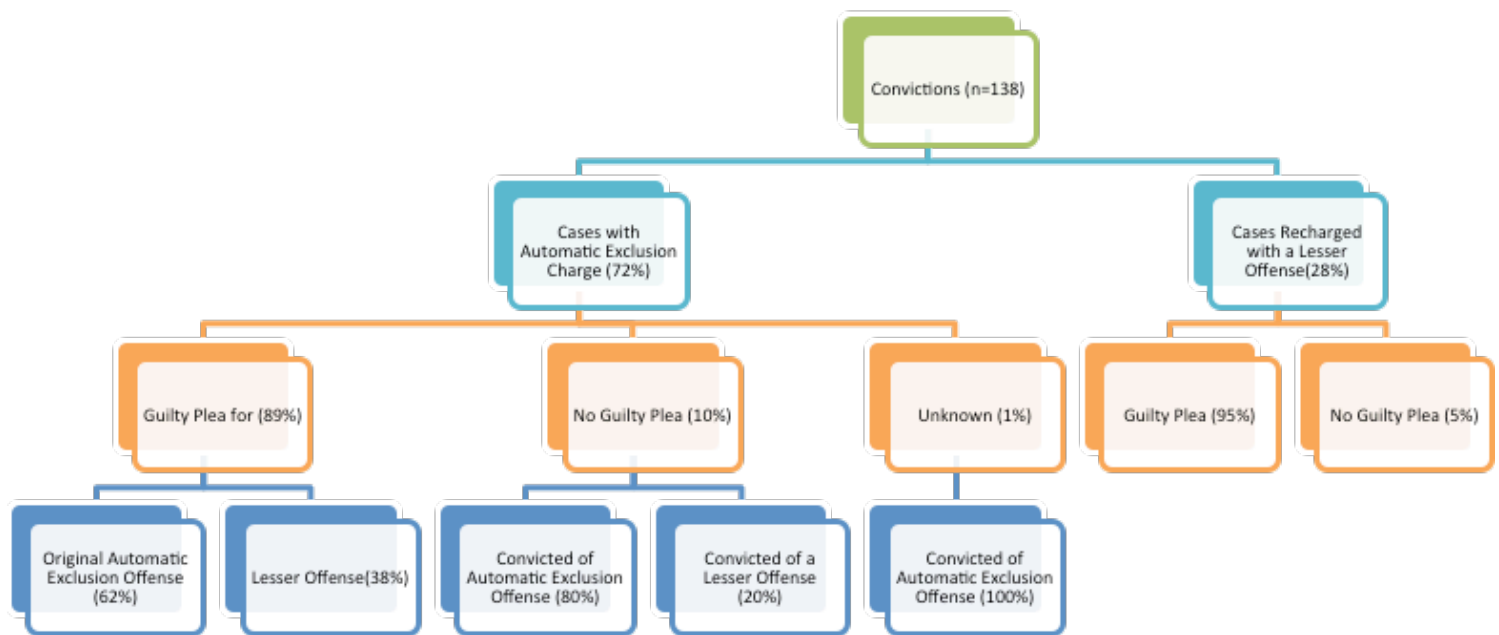 Convictions (n=138)
Cases with
Automatic Exclusion
Charge (72%)
Cases Recharged
with a Lesser
Offense(28%)
Guilty Plea for (89%)
No Guilty Plea (10%)
Unknown (1%)
Guilty Plea (95%)
No Guilty Plea (5%)
Original Automatic
Exclusion Offense
(62%)
Lesser Offense(38%)
Convicted of
Automatic Exclusion
Offense (80%)
Convicted of a
Lesser Offense
(20%)
Convicted of
Automatic Exclusion
Offense (100%)